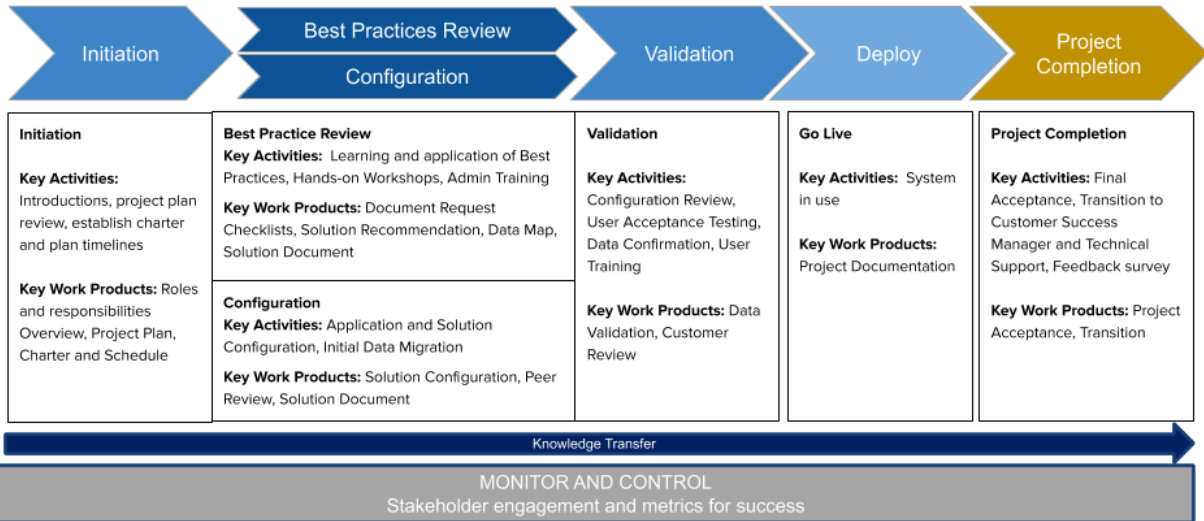 Initiation
Best Practices Review
Configuration
Validation
Deploy
Project
Completion
Initiation
Key Activities:
Introductions, project plan
review, establish charter
and plan timelines
Key Work Products: Roles
and responsibilities
Overview, Project Plan,
Charter and Schedule
Best Practice Review
Key Activities: Learning and application of Best
Practices, Hands-on Workshops, Admin Training
Key Work Products: Document Request
Checklists, Solution Recommendation, Data Map,
Solution Document
Configuration
Key Activities: Application and Solution
Configuration, Initial Data Migration
Key Work Products: Solution Configuration, Peer
Review, Solution Document
Validation
Key Activities:
Configuration Review,
User Acceptance Testing,
Data Confirmation, User
Training
Key Work Products: Data
Validation, Customer
Review
Go Live
Key Activities: System
in use
Key Work Products:
Project Documentation
Project Completion
Key Activities: Final
Acceptance, Transition to
Customer Success
Manager and Technical
Support, Feedback survey
Key Work Products: Project
Acceptance, Transition
Knowledge Transfer
MONITOR AND CONTROL
Stakeholder engagement and metrics for success